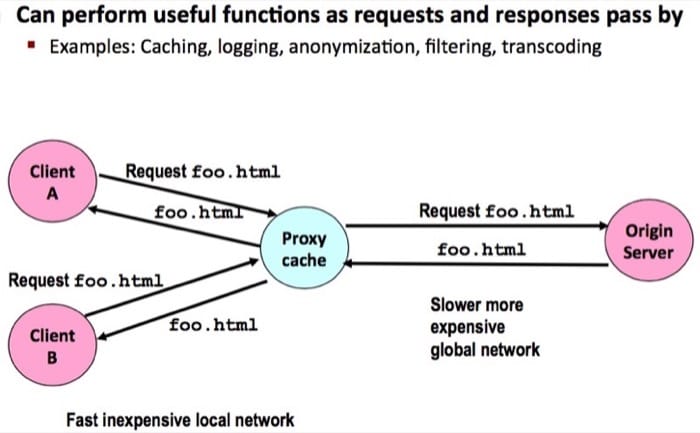 Can perform useful functions as requests and responses pass by
▪ Examples: Caching, logging, anonymization, filtering, transcoding
Client
A
Request foo.html
foo.html
Request foo.html
foo.html
Proxy
cache
Origin
Server
Request foo.html
Client
B
foo.html
Slower more
expensive
global network
Fast inexpensive local network